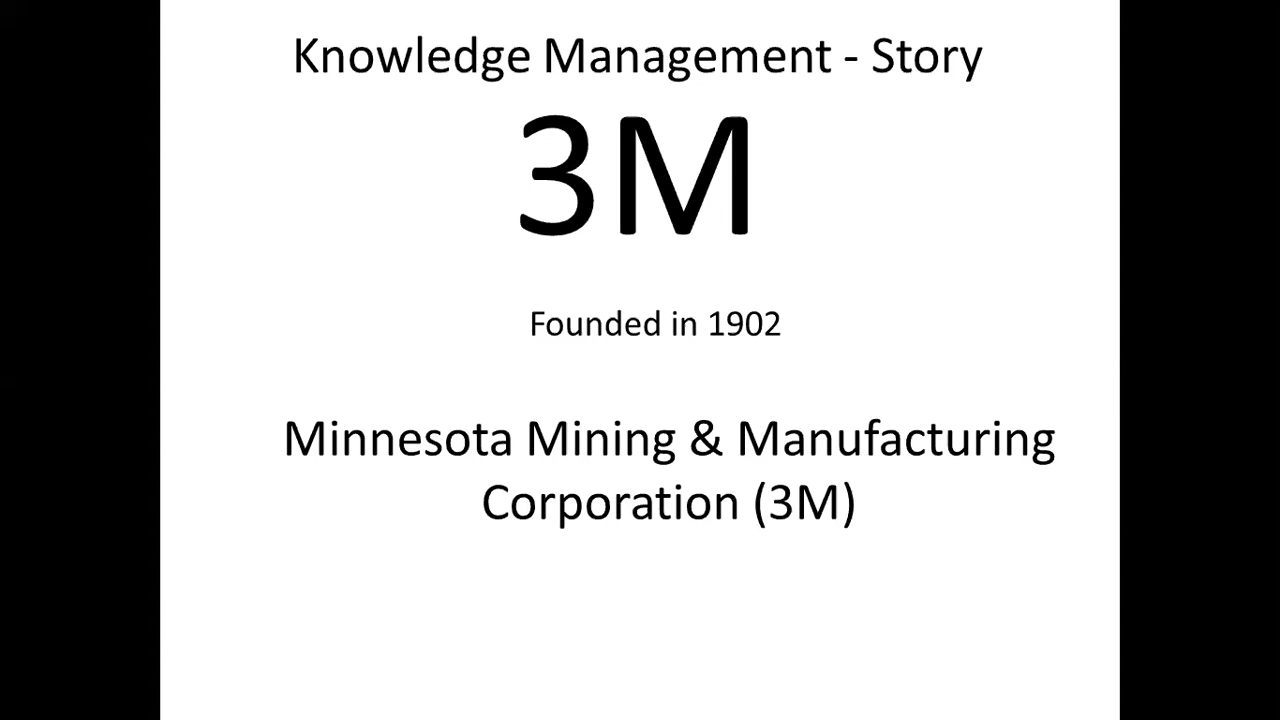 Knowledge Management - Story
3M
Founded in 1902
Minnesota Mining & Manufacturing
Corporation (3M)